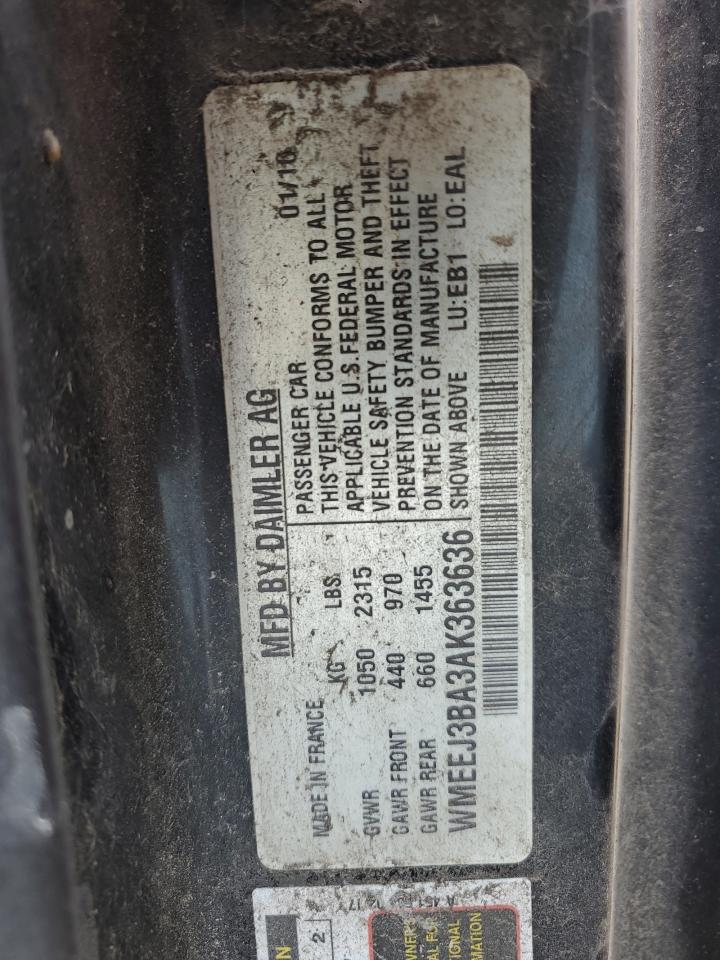 MFD BY DAIMLER AG 01/10
MADE IN FRANCE
KG LBS.
GVWR 1050 2315
GAWR FRONT 440 970
GAWR REAR 660 1455
PASSENGER CAR
THIS VEHICLE CONFORMS TO ALL
APPLICABLE U.S. FEDERAL MOTOR
VEHICLE SAFETY BUMPER AND THEFT
PREVENTION STANDARDS IN EFFECT
ON THE DATE OF MANUFACTURE
SHOWN ABOVE LU:EB1 LO:EAL
WMEEJ3BA3AK363636
N
2